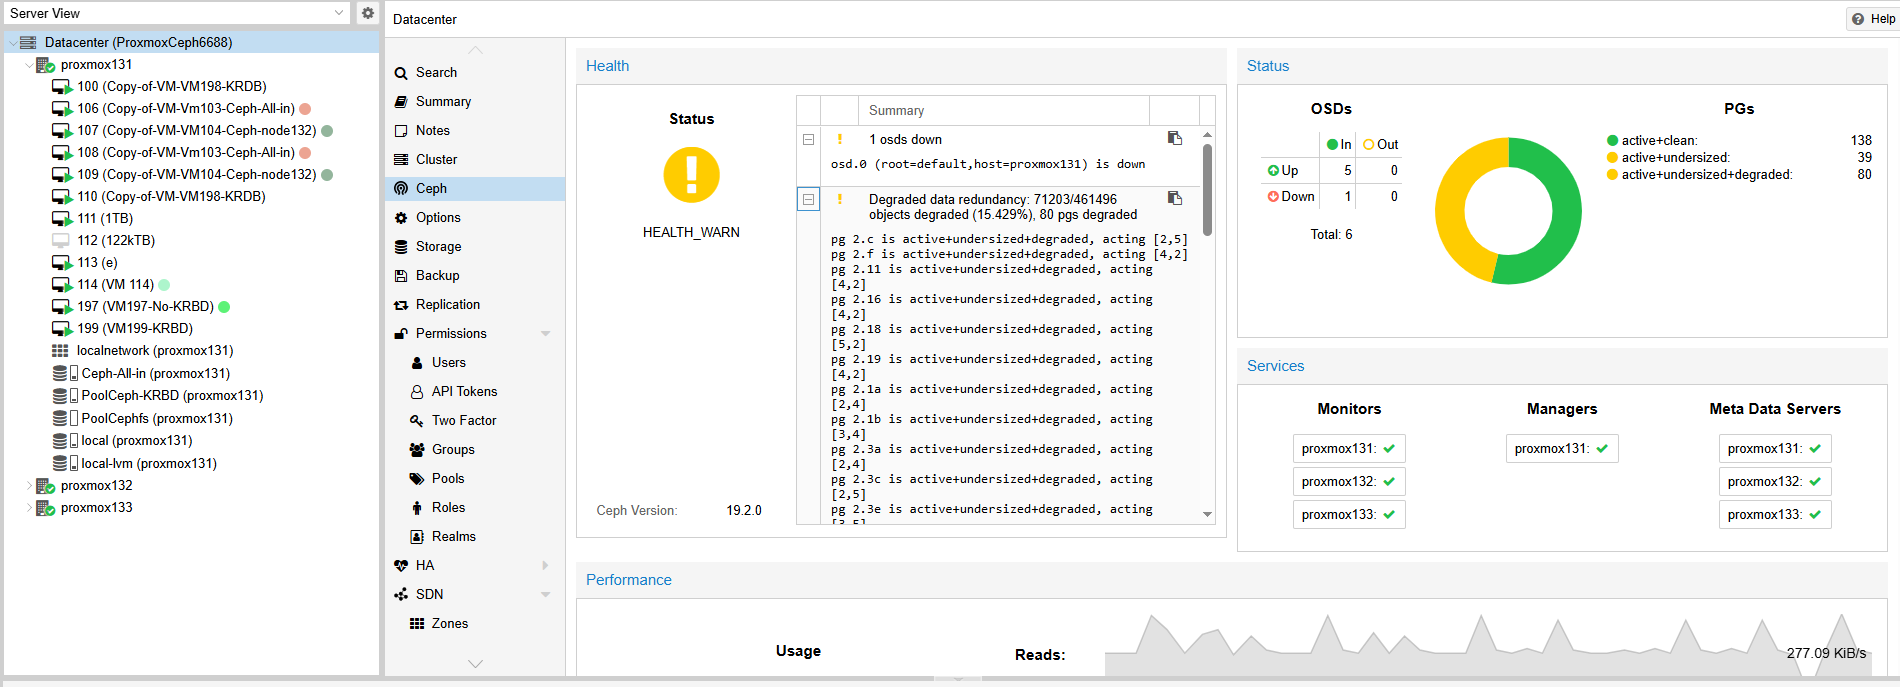 Server View
Datacenter (ProxmoxCeph6688)
proxmox131
100 (Copy-of-VM-VM198-KRDB)
106 (Copy-of-VM-Vm103-Ceph-All-in)
107 (Copy-of-VM-VM104-Ceph-node132)
108 (Copy-of-VM-Vm103-Ceph-All-in)
109 (Copy-of-VM-VM104-Ceph-node132)
110 (Copy-of-VM-VM198-KRDB)
111 (1TB)
112 (122kTB)
113 (e)
114 (VM 114)
197 (VM197-No-KRBD)
199 (VM199-KRBD)
localnetwork (proxmox131)
Ceph-All-in (proxmox131)
PoolCeph-KRBD (proxmox131)
PoolCephfs (proxmox131)
local (proxmox131)
local-lvm (proxmox131)
proxmox132
proxmox133
Datacenter
Help
Search
Summary
Notes
Cluster
Ceph
Options
Storage
Backup
Replication
Permissions
Users
API Tokens
Two Factor
Groups
Pools
Roles
Realms
HA
SDN
Zones
Health
Status
HEALTH_WARN
Ceph Version: 19.2.0
Summary
1 osds down
osd.0 (root=default,host=proxmox131) is down
Degraded data redundancy: 71203/461496
objects degraded (15.429%), 80 pgs degraded
pg 2.c is active+undersized+degraded, acting [2,5]
pg 2.f is active+undersized+degraded, acting [4,2]
pg 2.11 is active+undersized+degraded, acting
[4,2]
pg 2.16 is active+undersized+degraded, acting
[4,2]
pg 2.18 is active+undersized+degraded, acting
[5,2]
pg 2.19 is active+undersized+degraded, acting
[4,2]
pg 2.1a is active+undersized+degraded, acting
[2,4]
pg 2.1b is active+undersized+degraded, acting
[3,4]
pg 2.3a is active+undersized+degraded, acting
[2,4]
pg 2.3c is active+undersized+degraded, acting
[2,5]
pg 2.3e is active+undersized+degraded, acting
[3,5]
Status
OSDs
In Out
Up 5 0
Down 1 0
Total: 6
PGs
active+clean: 138
active+undersized: 39
active+undersized+degraded: 80
Services
Monitors
proxmox131:
proxmox132:
proxmox133:
Managers
proxmox131:
Meta Data Servers
proxmox131:
proxmox132:
proxmox133:
Performance
Usage
Reads:
277.09 KiB/s